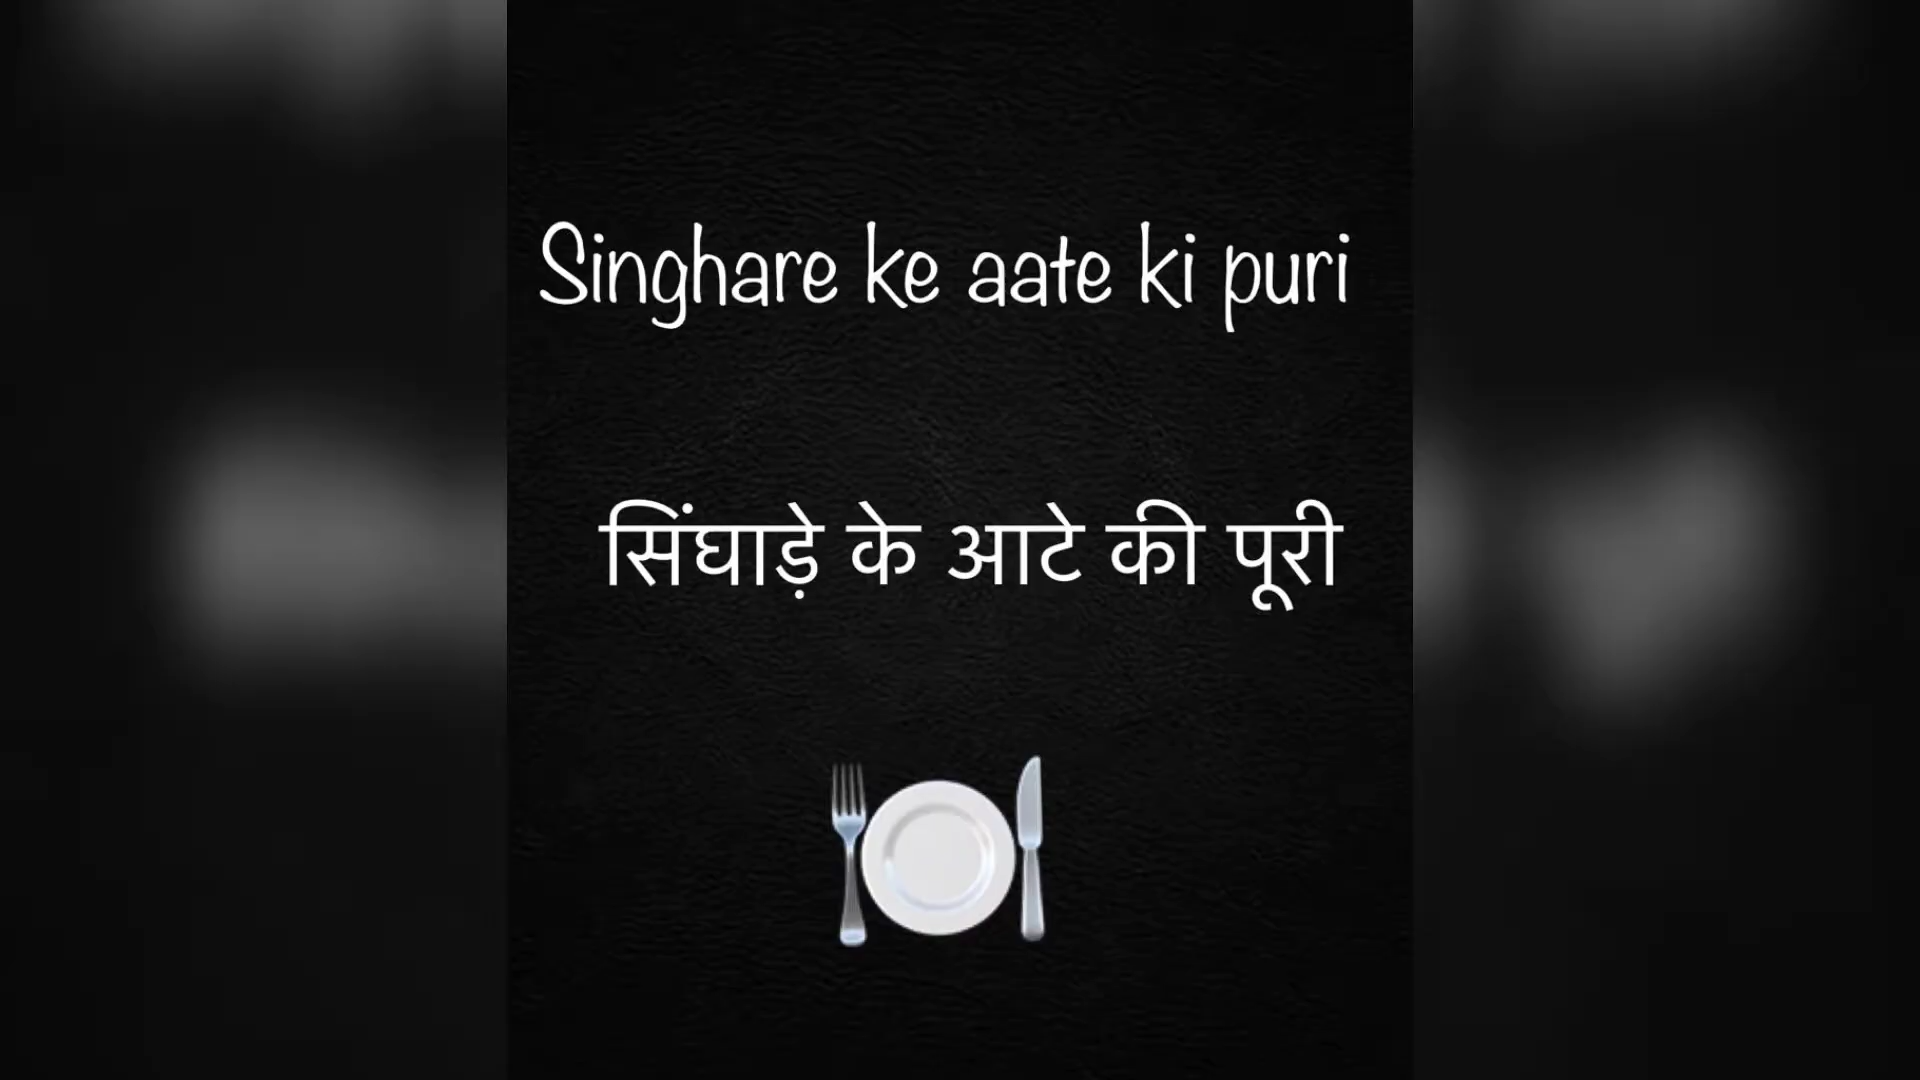 Singhare ke aate ki puri
सिंघाड़े के आटे की पूरी